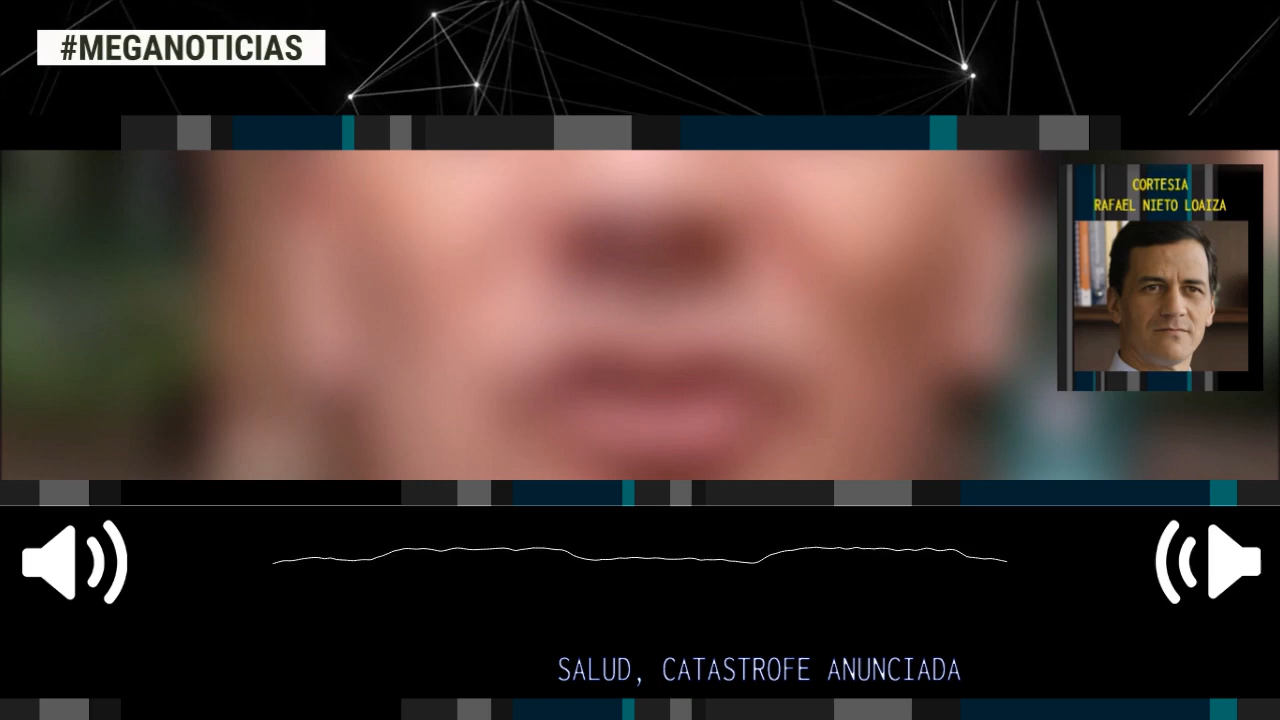 #MEGANOTICIAS
CORTESIA
RAFAEL NIETO LOAIZA
SALUD, CATASTROFE ANUNCIADA